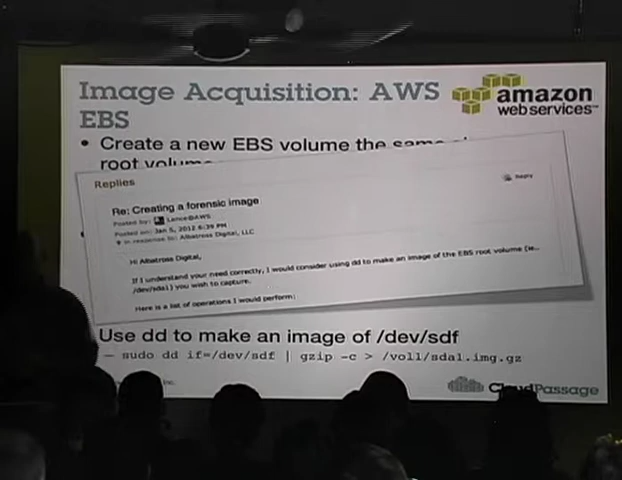 Image Acquisition: AWS
EBS
amazon
webservices™
• Create a new EBS volume the same
root volume
Replies
Reply
Re: Creating a forensic image
Posted by: Lance@AWS
Posted on: Jan 5, 2012 6:39 PM
in response to: Albatross Digital, LLC
Hi Albatross Digital,
If I understand your need correctly, I would consider using dd to make an image of the EBS root volume
/dev/sda1) you wish to capture.
Here is a list of operations I would perform:
Use dd to make an image of /dev/sdf
– sudo dd if=/dev/sdf | gzip -c > /vol1/sda1.img.gz
Inc.
CloudPassage